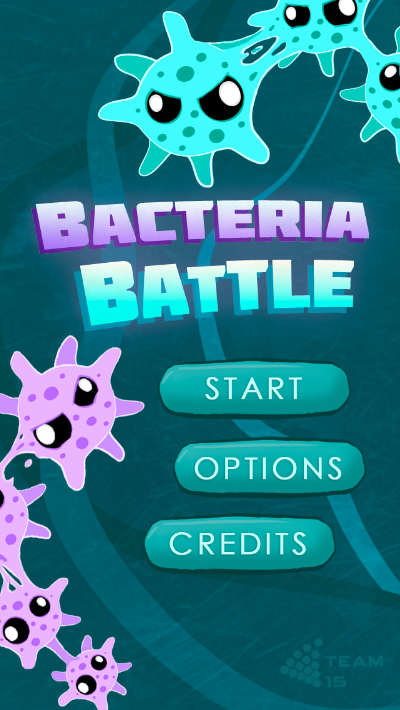 BACTERIA
BATTLE
START
OPTIONS
CREDITS
TEAM
15